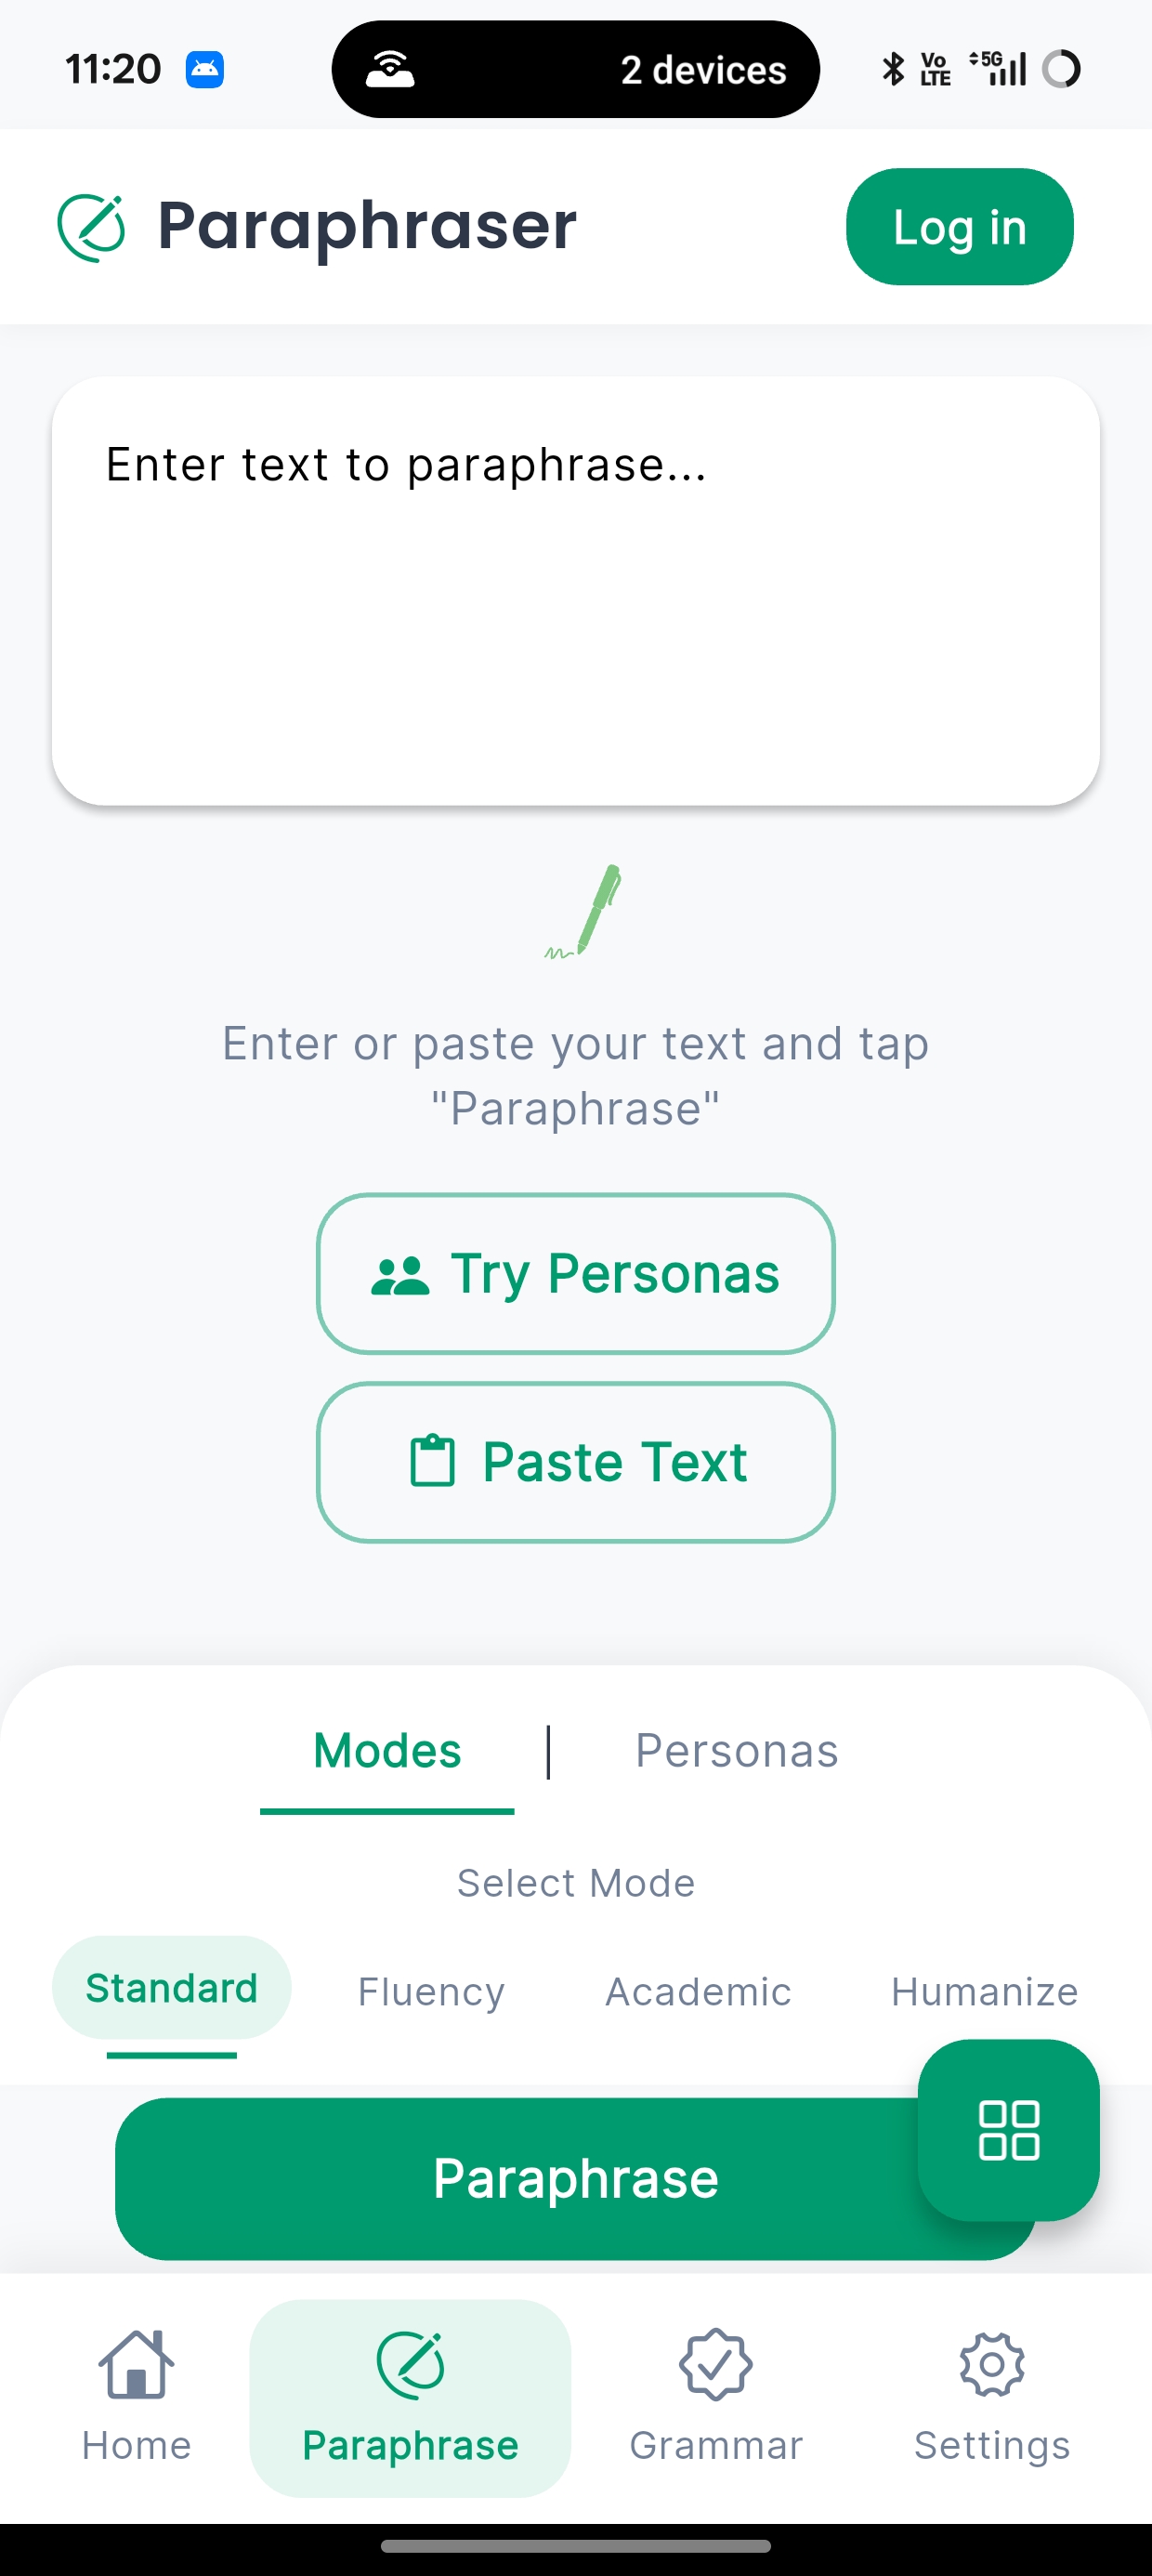 11:20
2 devices
Vo LTE
5G
Paraphraser
Log in
Enter text to paraphrase...
Enter or paste your text and tap
"Paraphrase"
Try Personas
Paste Text
Modes | Personas
Select Mode
Standard Fluency Academic Humanize
Paraphrase
Home Paraphrase Grammar Settings